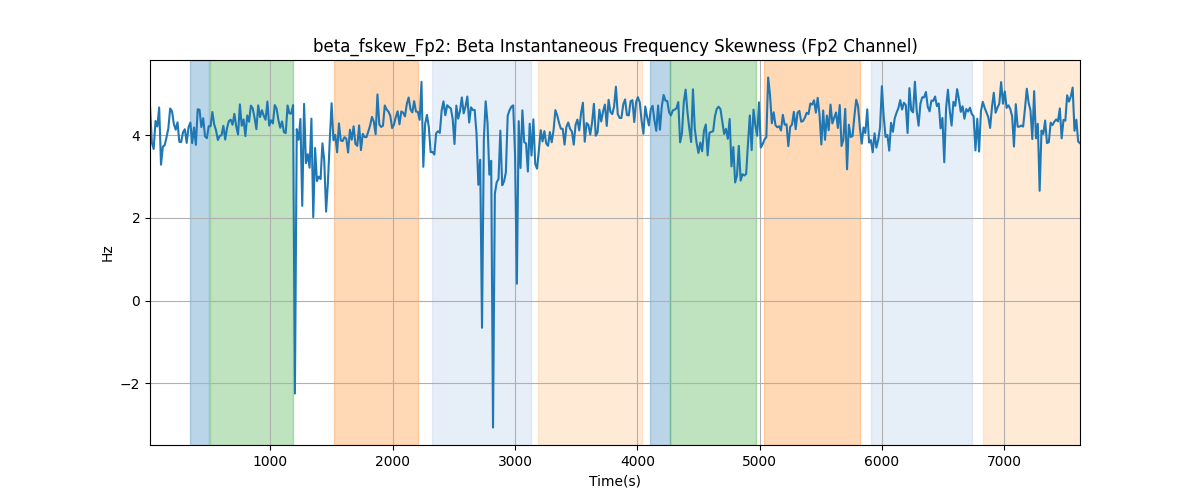 beta_fskew_Fp2: Beta Instantaneous Frequency Skewness (Fp2 Channel)
4
2
0
−2
Hz
1000 2000 3000 4000 5000 6000 7000
Time(s)